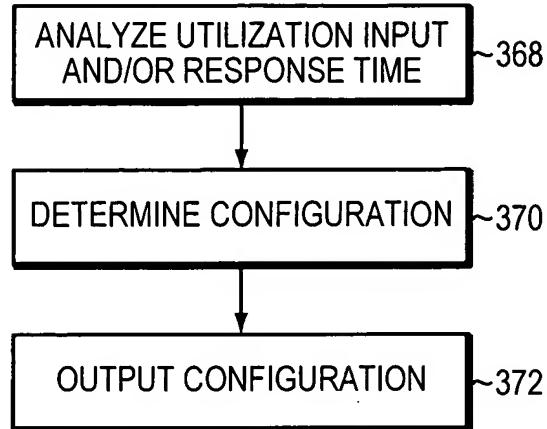 ANALYZE UTILIZATION INPUT
AND/OR RESPONSE TIME
~368
DETERMINE CONFIGURATION
~370
OUTPUT CONFIGURATION
~372